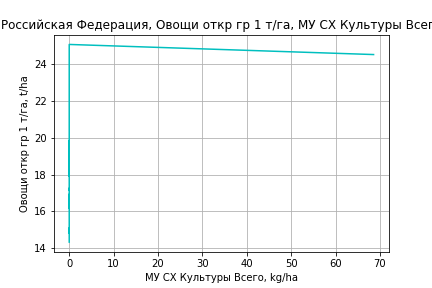 Российская Федерация, Овощи откр гр 1 т/га, МУ СХ Культуры Всег
24
22
20
18
16
14
Овощи откр гр 1 т/га, t/ha
0 10 20 30 40 50 60 70
МУ СХ Культуры Всего, kg/ha